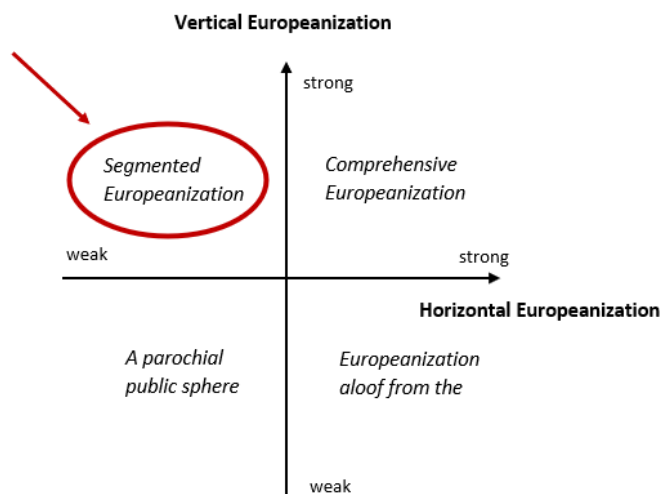 Vertical Europeanization
strong
Segmented
Europeanization
Comprehensive
Europeanization
weak
strong
Horizontal Europeanization
A parochial
public sphere
Europeanization
aloof from the
weak